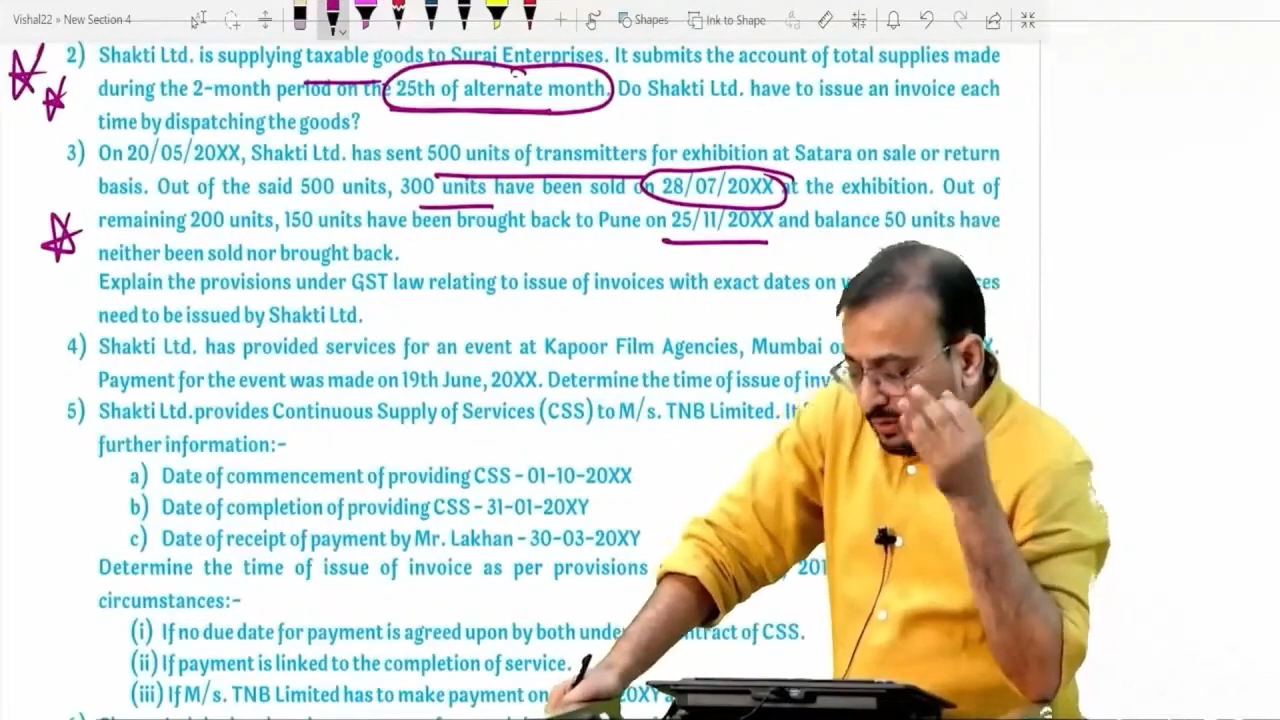 Vishal22 » New Section 4
Shapes
Ink to Shape
2) Shakti Ltd. is supplying taxable goods to Suraj Enterprises. It submits the account of total supplies made
during the 2-month period on the 25th of alternate month. Do Shakti Ltd. have to issue an invoice each
time by dispatching the goods?
3) On 20/05/20XX, Shakti Ltd. has sent 500 units of transmitters for exhibition at Satara on sale or return
basis. Out of the said 500 units, 300 units have been sold on 28/07/20XX at the exhibition. Out of
remaining 200 units, 150 units have been brought back to Pune on 25/11/20XX and balance 50 units have
neither been sold nor brought back.
Explain the provisions under GST law relating to issue of invoices with exact dates on
need to be issued by Shakti Ltd.
4) Shakti Ltd. has provided services for an event at Kapoor Film Agencies, Mumbai
Payment for the event was made on 19th June, 20XX. Determine the time of issue of
5) Shakti Ltd.provides Continuous Supply of Services (CSS) to M/s. TNB Limited.
further information:-
a) Date of commencement of providing CSS - 01-10-20XX
b) Date of completion of providing CSS - 31-01-20XY
c) Date of receipt of payment by Mr. Lakhan - 30-03-20XY
Determine the time of issue of invoice as per provisions
circumstances:-
(i) If no due date for payment is agreed upon by both of CSS.
(ii) If payment is linked to the completion of service.
(iii) If M/s. TNB Limited has to make payment on